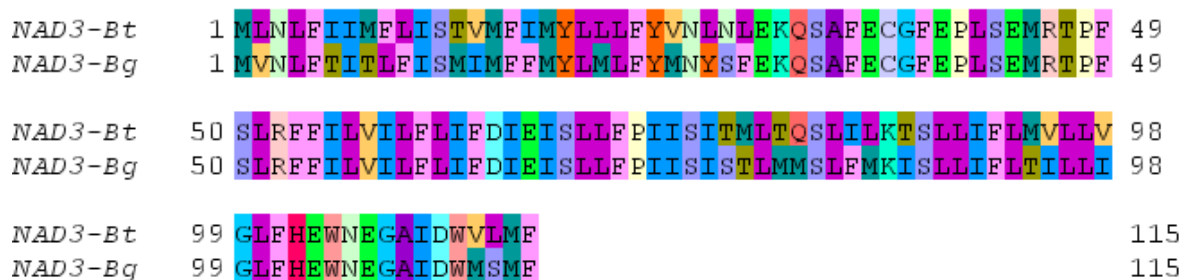 NAD3-Bt 1 MLNLFIIMFLISTVMFIMYLLLFYVNLNLEKQSAFECGFEPLSEMRTPF 49
NAD3-Bg 1 MVNLFTITLFISMIMFFMYLMLFYMNYSFEKQSAFECGFEPLSEMRTPF 49
NAD3-Bt 50 SLRFFILVILFLIFDIEISLLFPIISITMLTQSLILKTSLLIFLMVLLV 98
NAD3-Bg 50 SLRFFILVILFLIFDIEISLLFPIISISTLMMSLFMKISLLIFLTILLI 98
NAD3-Bt 99 GLFHEWNEGAIDWVLMF 115
NAD3-Bg 99 GLFHEWNEGAIDWMSMF 115